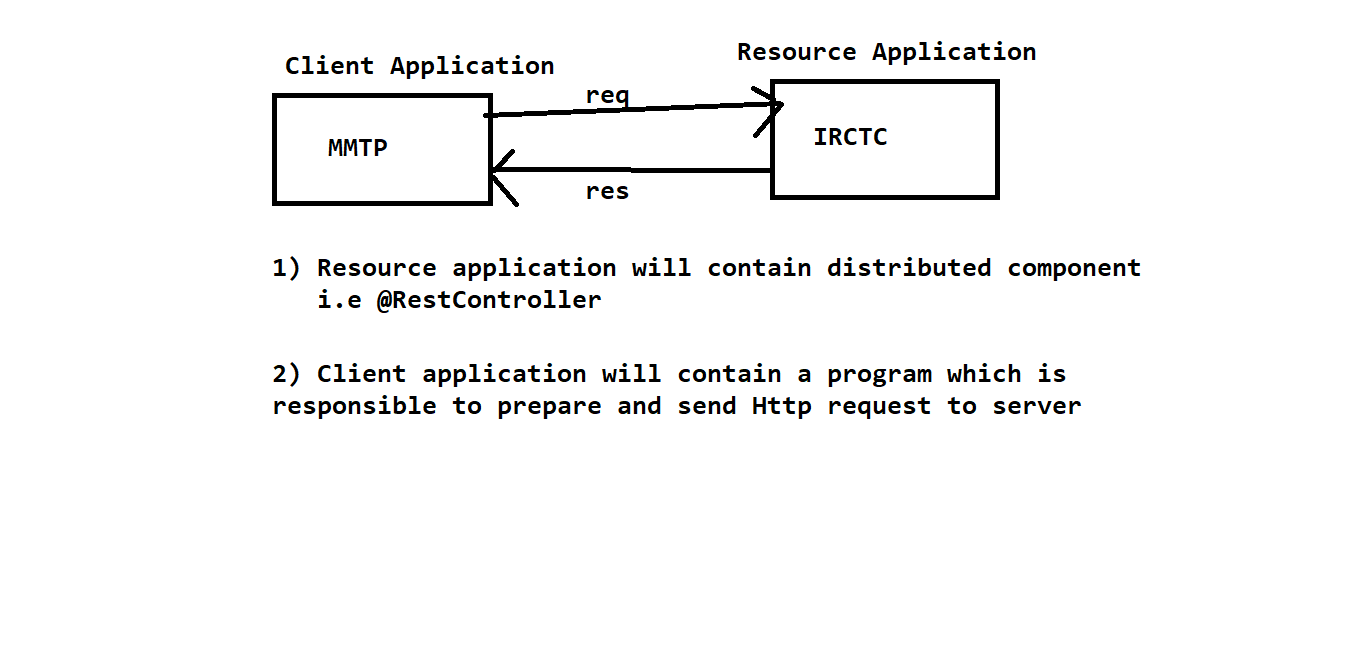 Client Application
Resource Application
req
MMTP
IRCTC
res
1) Resource application will contain distributed component
i.e @RestController
2) Client application will contain a program which is
responsible to prepare and send Http request to server